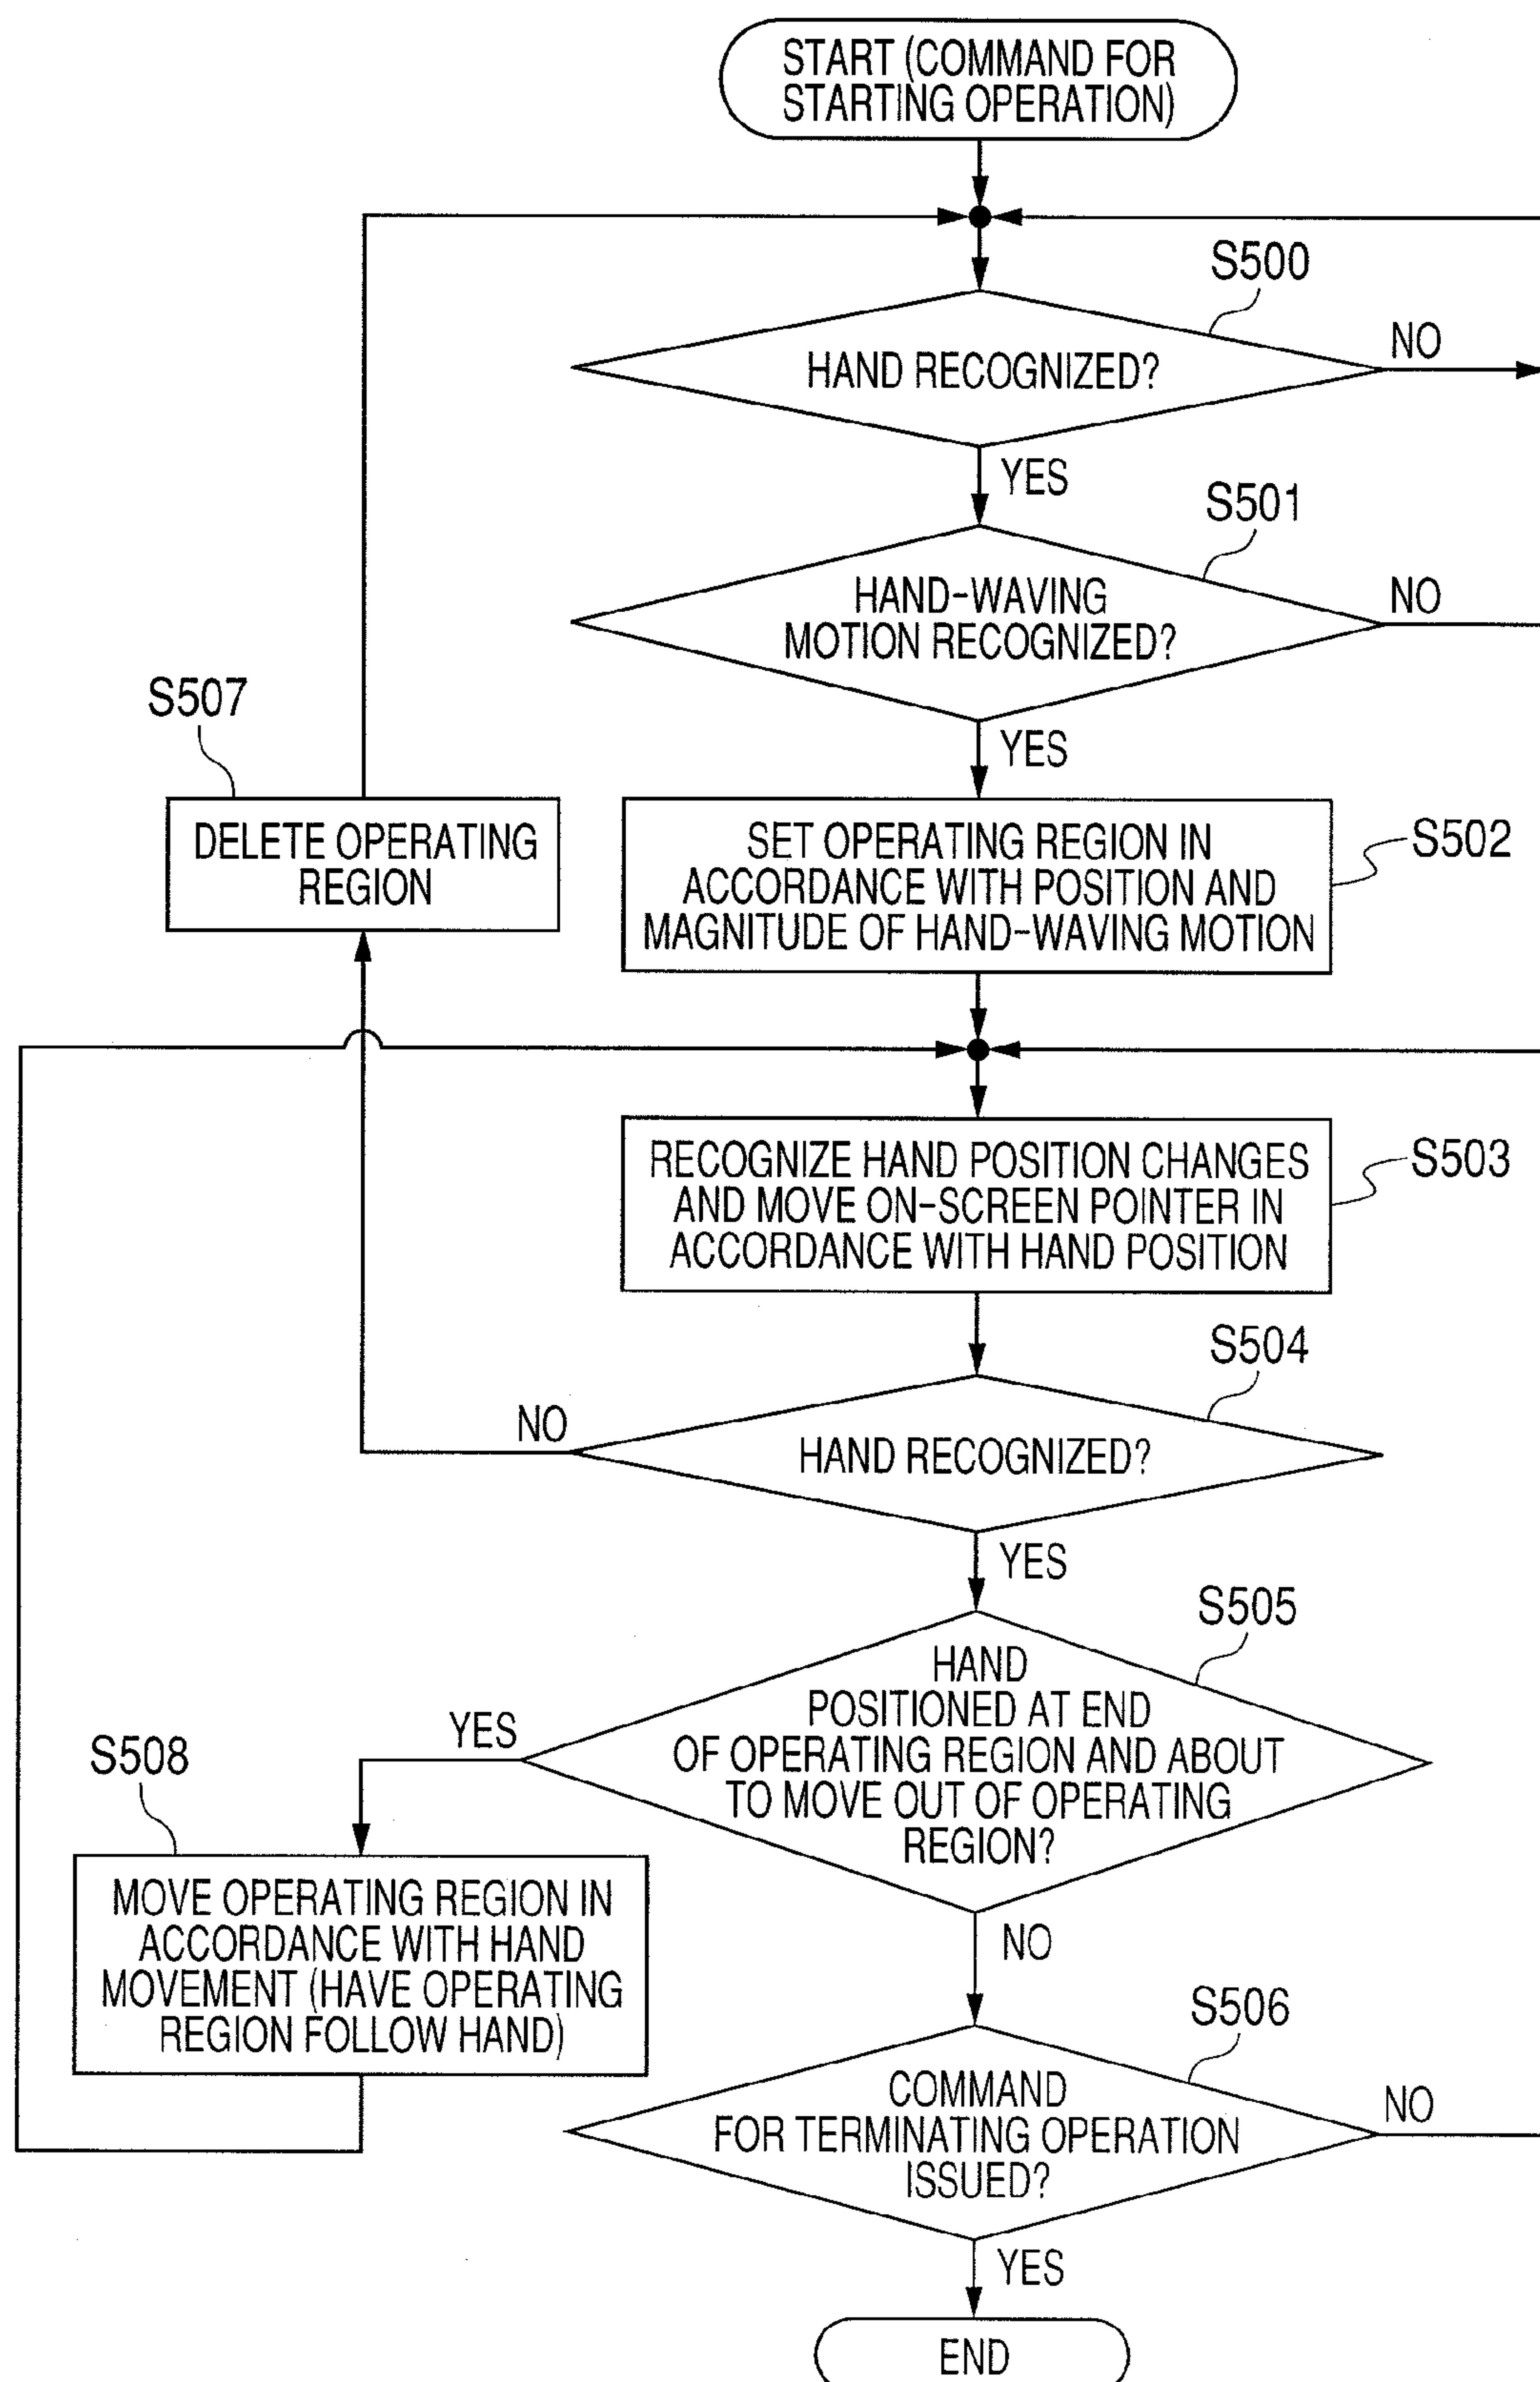 START (COMMAND FOR
STARTING OPERATION)
S500
HAND RECOGNIZED?
NO
YES
S501
HAND-WAVING
MOTION RECOGNIZED?
NO
YES
S507
DELETE OPERATING
REGION
SET OPERATING REGION IN
ACCORDANCE WITH POSITION AND
MAGNITUDE OF HAND-WAVING MOTION
S502
RECOGNIZE HAND POSITION CHANGES
AND MOVE ON-SCREEN POINTER IN
ACCORDANCE WITH HAND POSITION
S503
S504
NO
HAND RECOGNIZED?
YES
S505
HAND
POSITIONED AT END
OF OPERATING REGION AND ABOUT
TO MOVE OUT OF OPERATING
REGION?
YES
S508
MOVE OPERATING REGION IN
ACCORDANCE WITH HAND
MOVEMENT (HAVE OPERATING
REGION FOLLOW HAND)
NO
S506
COMMAND
FOR TERMINATING OPERATION
ISSUED?
NO
YES
END